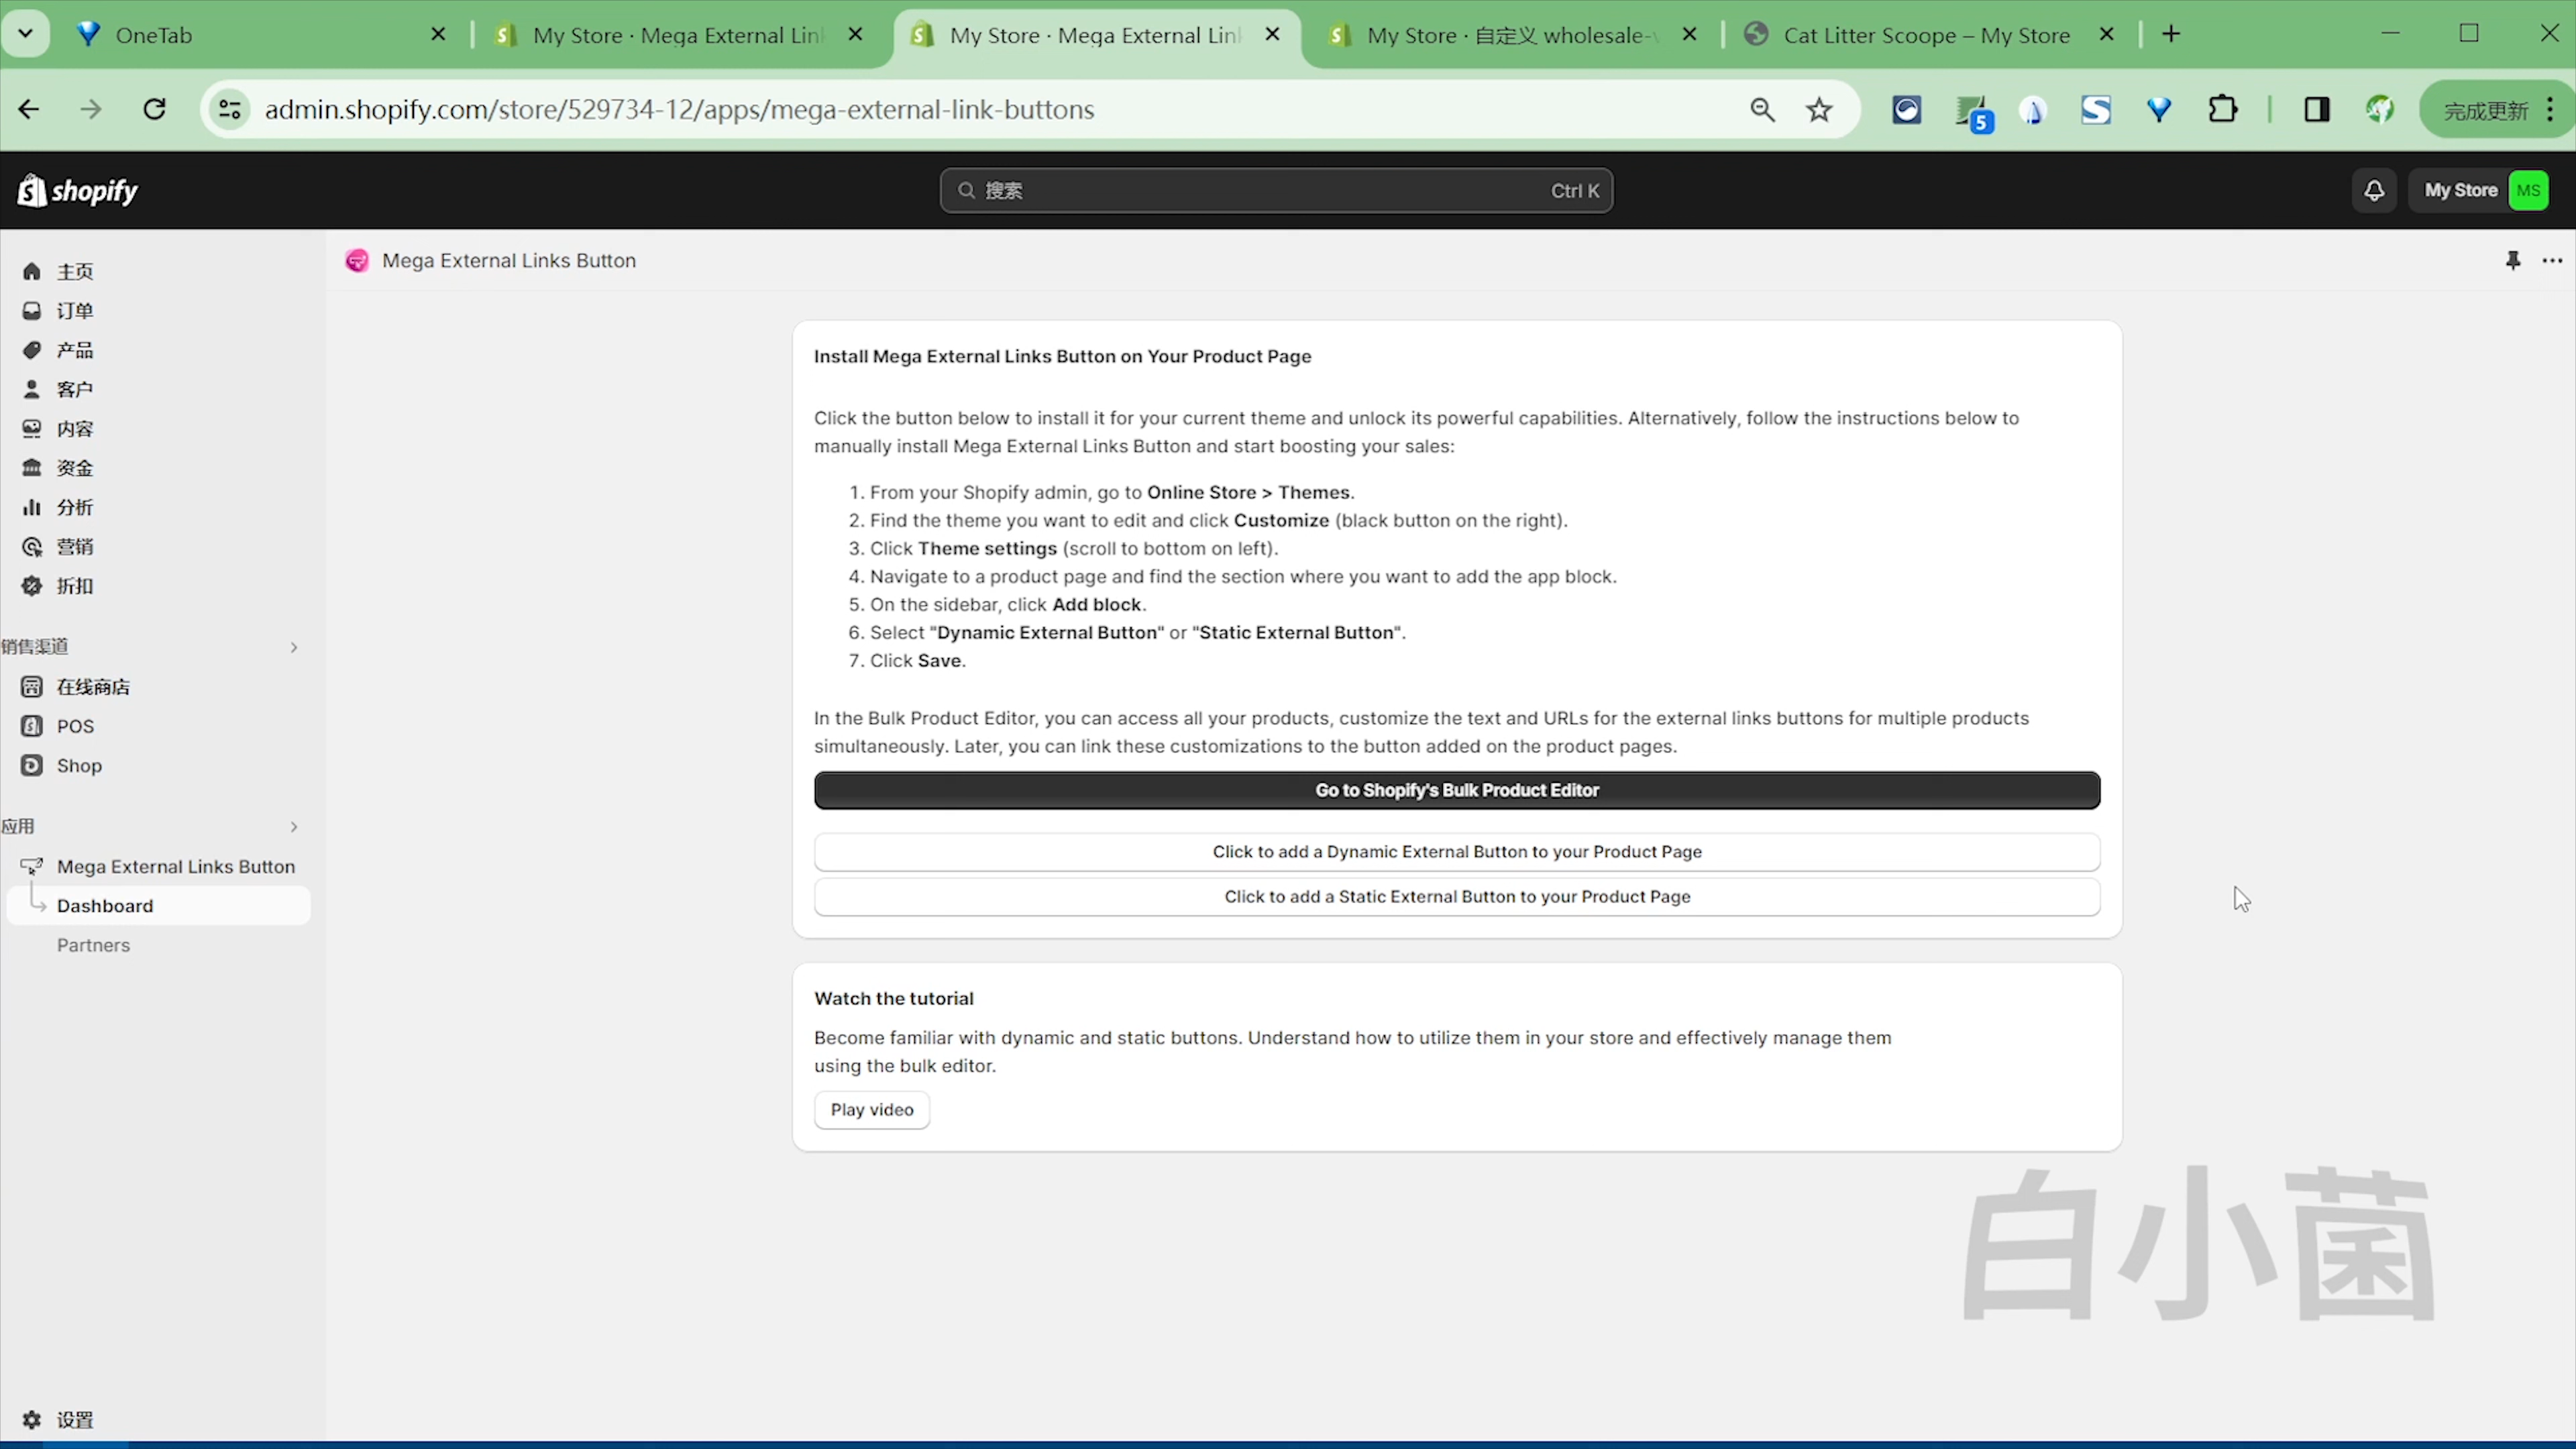 OneTab
My Store · Mega External Lin
My Store · Mega External Lin
My Store · 自定义 wholesale-
Cat Litter Scoope – My Store
admin.shopify.com/store/529734-12/apps/mega-external-link-buttons
5
完成更新
shopify
搜索
Ctrl K
My Store
MS
主页
订单
产品
客户
内容
资金
分析
营销
折扣
销售渠道
在线商店
POS
Shop
应用
Mega External Links Button
Dashboard
Partners
设置
Mega External Links Button
Install Mega External Links Button on Your Product Page
Click the button below to install it for your current theme and unlock its powerful capabilities. Alternatively, follow the instructions below to
manually install Mega External Links Button and start boosting your sales:
1. From your Shopify admin, go to Online Store > Themes.
2. Find the theme you want to edit and click Customize (black button on the right).
3. Click Theme settings (scroll to bottom on left).
4. Navigate to a product page and find the section where you want to add the app block.
5. On the sidebar, click Add block.
6. Select "Dynamic External Button" or "Static External Button".
7. Click Save.
In the Bulk Product Editor, you can access all your products, customize the text and URLs for the external links buttons for multiple products
simultaneously. Later, you can link these customizations to the button added on the product pages.
Go to Shopify's Bulk Product Editor
Click to add a Dynamic External Button to your Product Page
Click to add a Static External Button to your Product Page
Watch the tutorial
Become familiar with dynamic and static buttons. Understand how to utilize them in your store and effectively manage them
using the bulk editor.
Play video
白小菌